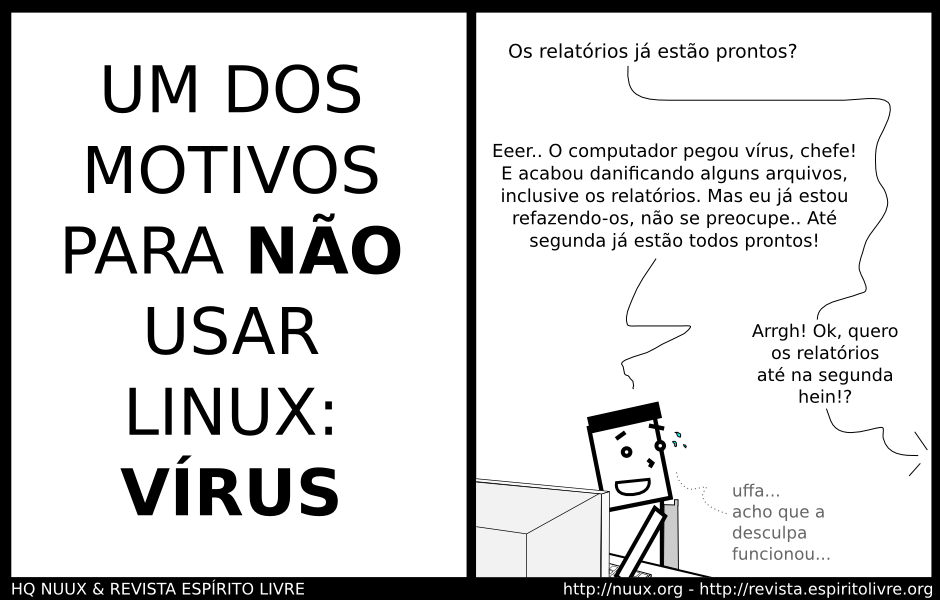 UM DOS
MOTIVOS
PARA NÃO
USAR
LINUX:
VÍRUS
Os relatórios já estão prontos?
Eeer.. O computador pegou vírus, chefe!
E acabou danificando alguns arquivos,
inclusive os relatórios. Mas eu já estou
refazendo-os, não se preocupe.. Até
segunda já estão todos prontos!
Arrgh! Ok, quero
os relatórios
até na segunda
hein!?
uffa...
acho que a
desculpa
funcionou...
HQ NUUX & REVISTA ESPÍRITO LIVRE
http://nuux.org - http://revista.espiritolivre.org